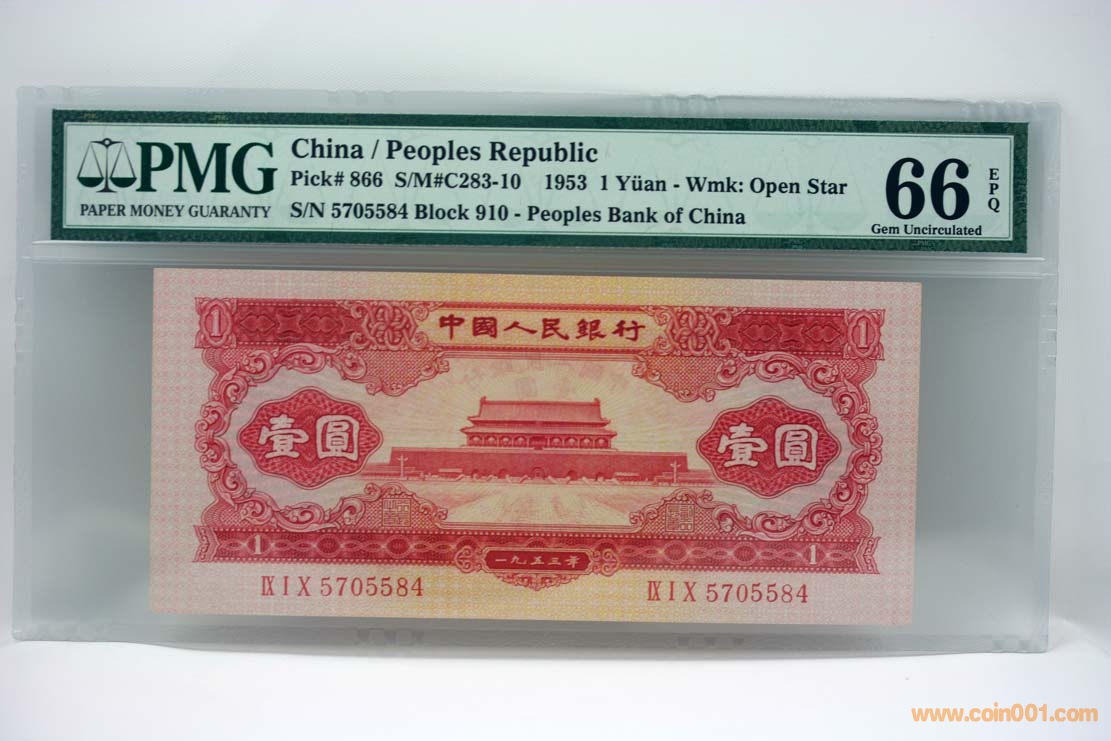 PMG
PAPER MONEY GUARANTY
China / Peoples Republic
Pick# 866 S/M#C283-10 1953 1 Yüan - Wmk: Open Star
S/N 5705584 Block 910 - Peoples Bank of China
66
EPQ
Gem Uncirculated
1 中國人民銀行 1
壹圓 壹圓
1 一九五三年 1
Ⅸ I X 5705584 Ⅸ I X 5705584
www.coin001.com